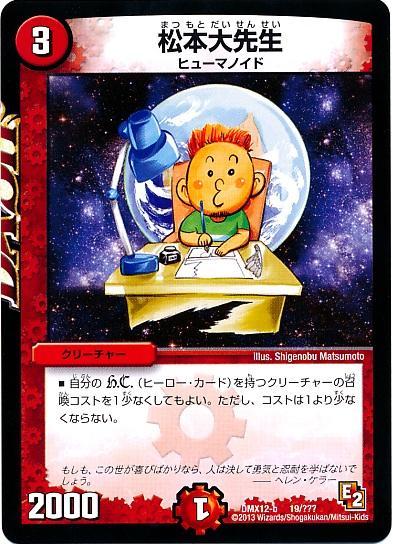 3
まつ もと だい せん せい
松本大先生
ヒューマノイド
Illus. Shigenobu Matsumoto
クリーチャー
■ 自分の H.C. (ヒーロー・カード)を持つクリーチャーの召
喚コストを1少なくしてもよい。ただし、コストは1より少な
くならない。
もしも、この世が喜びばかりなら、人は決して勇気と忍耐を学ばないで
しょう。 ―― ヘレン・ケラー
2000
1
E2
DMX12-b 19/???
©2013 Wizards/Shogakukan/Mitsui-Kids